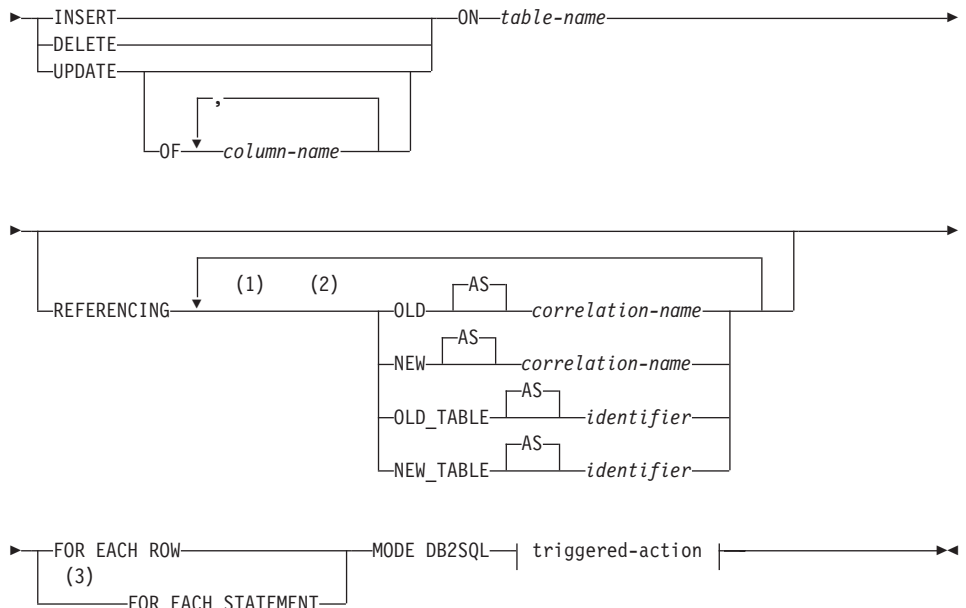 INSERT ON table-name
DELETE
UPDATE
,
OF column-name
(1) (2) AS
REFERENCING OLD correlation-name
AS
NEW correlation-name
AS
OLD_TABLE identifier
AS
NEW_TABLE identifier
FOR EACH ROW MODE DB2SQL triggered-action
(3)
FOR EACH STATEMENT